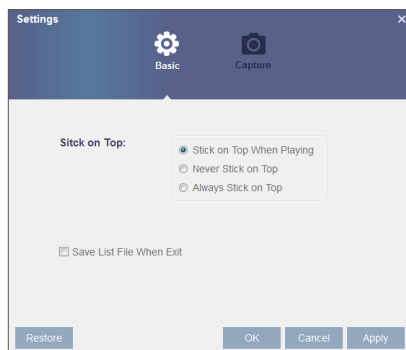 Settings
Basic
Capture
Sitck on Top:
Stick on Top When Playing
Never Stick on Top
Always Stick on Top
Save List File When Exit
Restore
OK
Cancel
Apply